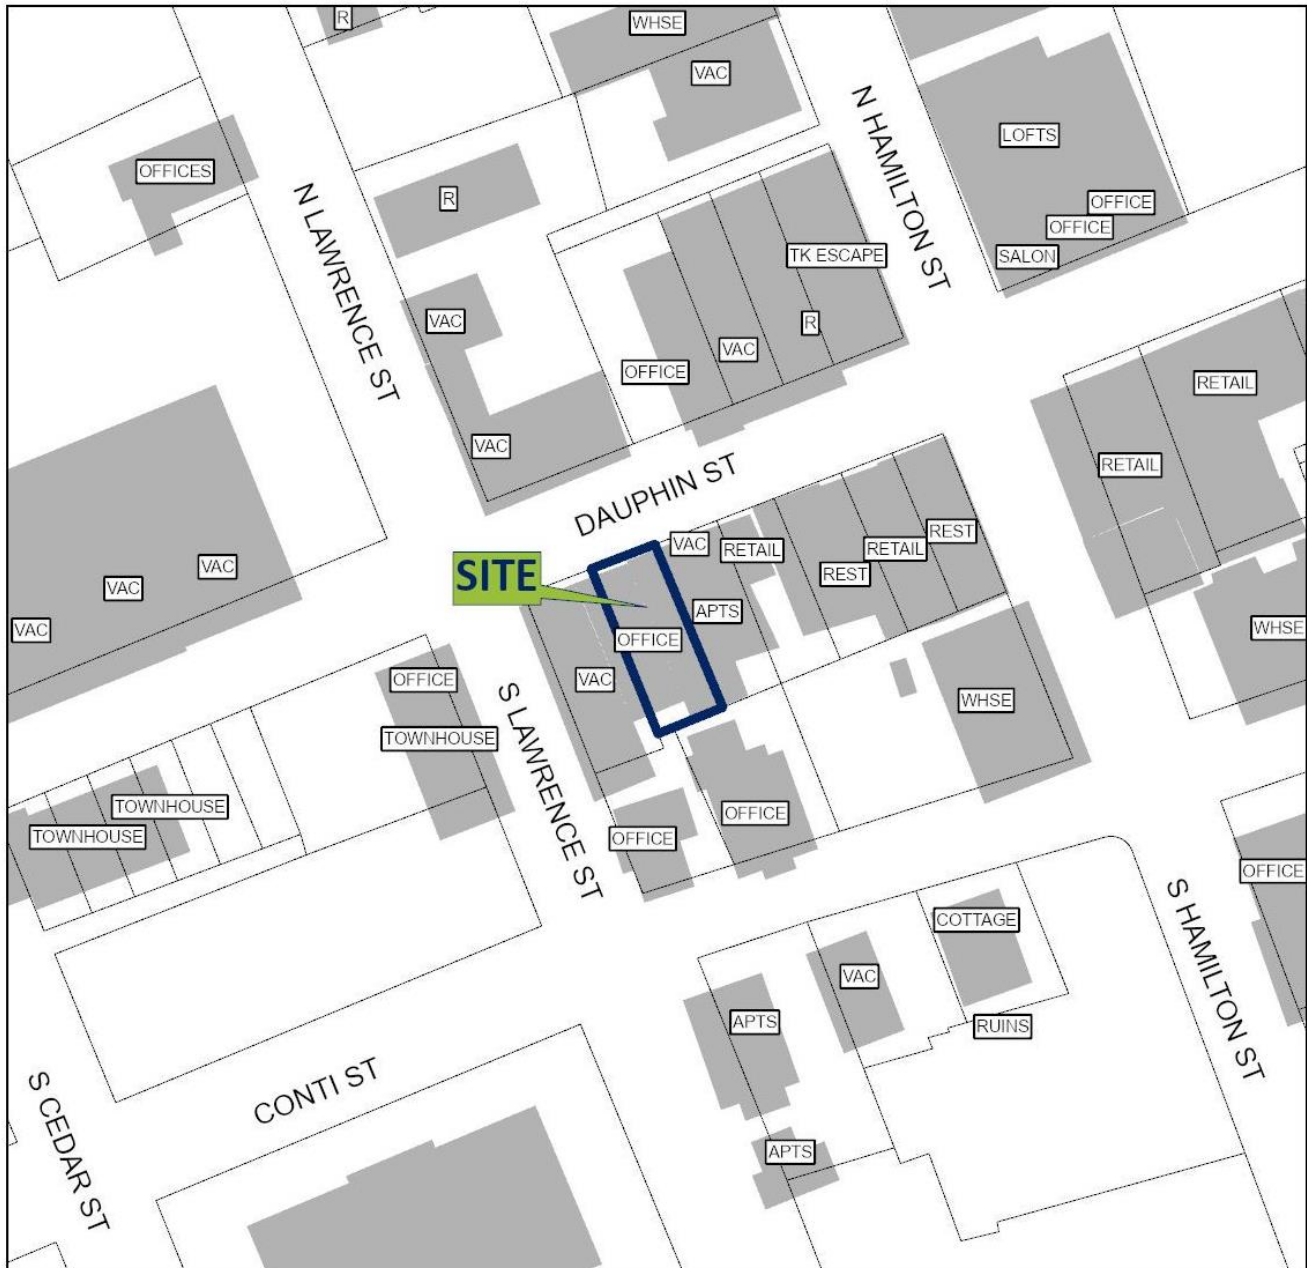 R
WHSE
VAC
N HAMILTON ST
LOFTS
OFFICES
R
N LAWRENCE ST
OFFICE
OFFICE
SALON
TK ESCAPE
VAC
R
VAC
OFFICE
RETAIL
VAC
RETAIL
DAUPHIN ST
REST
VAC
RETAIL
RETAIL
REST
VAC
VAC
VAC
SITE
APTS
OFFICE
WHSE
OFFICE
VAC
WHSE
S LAWRENCE ST
TOWNHOUSE
TOWNHOUSE
TOWNHOUSE
OFFICE
OFFICE
OFFICE
S HAMILTON ST
COTTAGE
VAC
APTS
RUINS
CONTI ST
S CEDAR ST
APTS